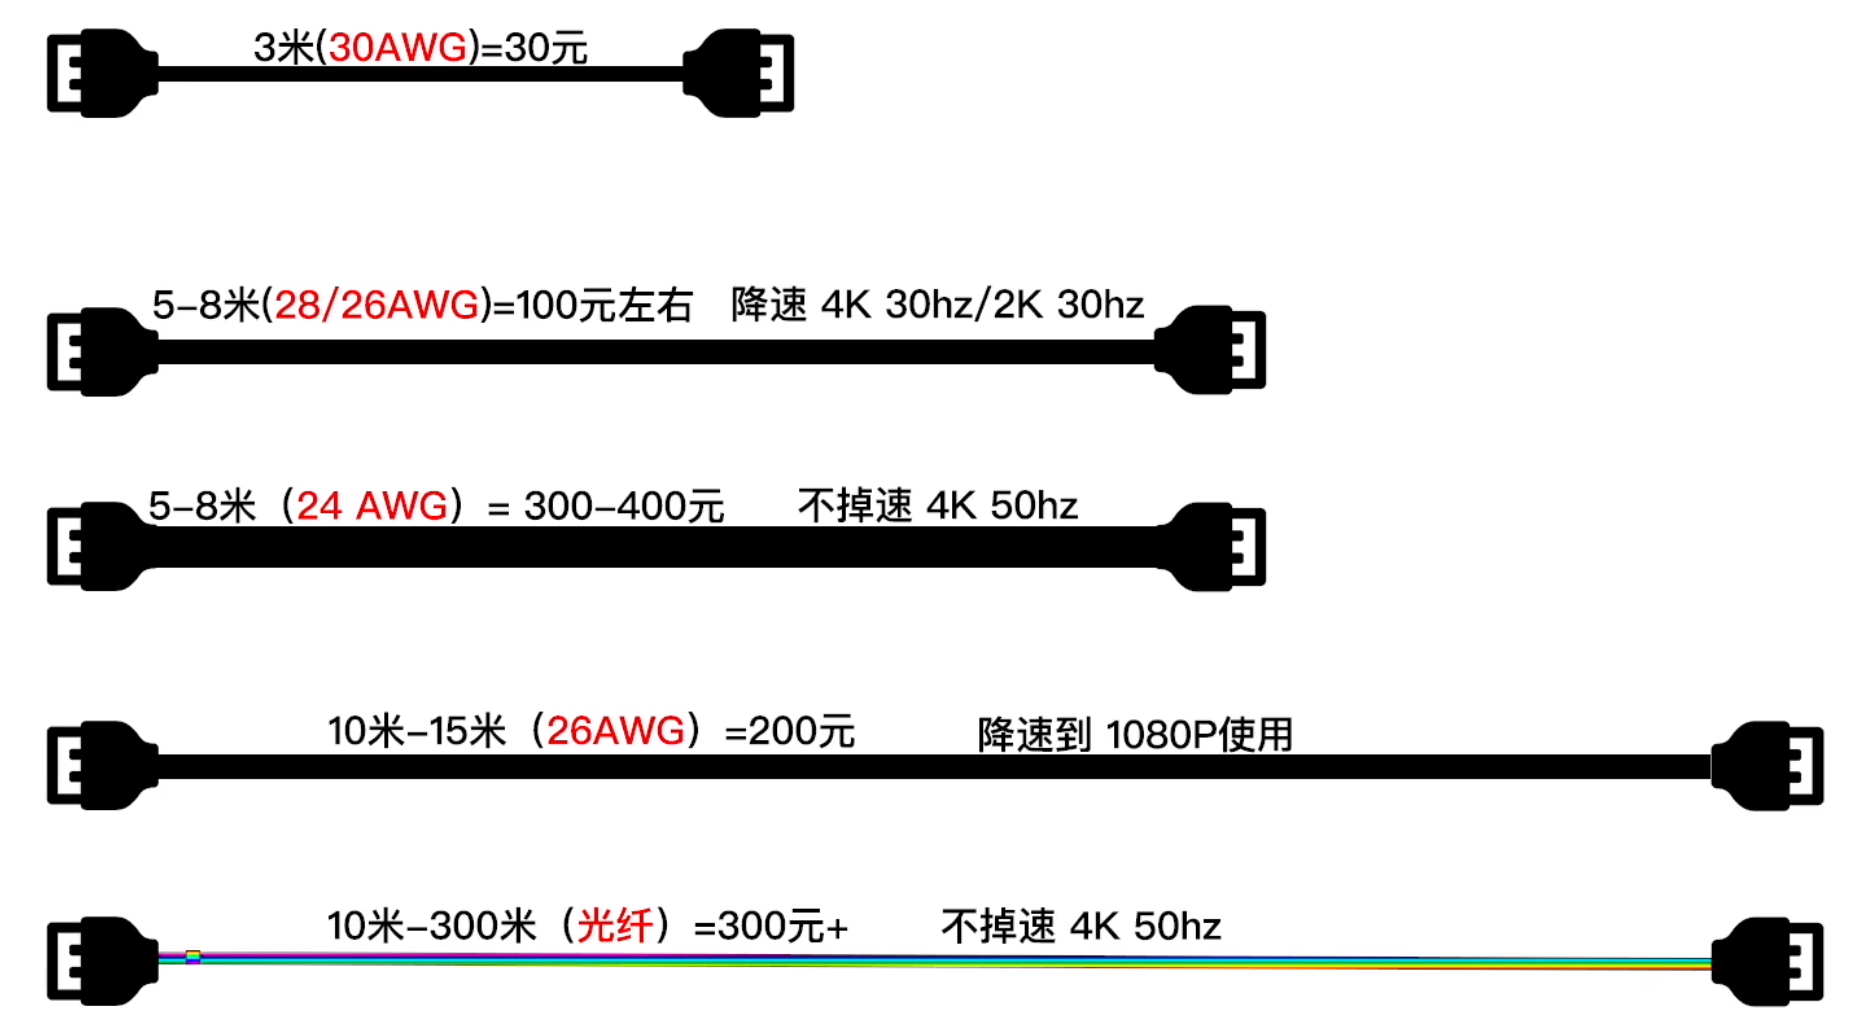 3米(30AWG)=30元
5-8米(28/26AWG)=100元左右 降速 4K 30hz/2K 30hz
5-8米（24 AWG）= 300-400元 不掉速 4K 50hz
10米-15米（26AWG）=200元 降速到 1080P使用
10米-300米（光纤）=300元+ 不掉速 4K 50hz